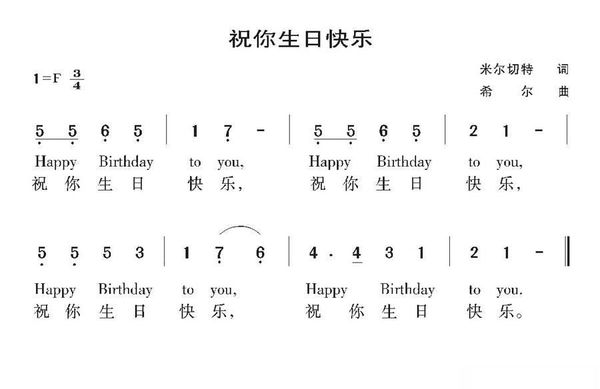 祝你生日快乐
1=F 3/4
米尔切特 词
希尔 曲
5 5 6 5 | 1 7 - | 5 5 6 5 | 2 1 - |
Happy Birthday to you, Happy Birthday to you,
祝你生日 快乐, 祝你生日 快乐,
5 5 5 3 | 1 7 6 | 4 . 4 3 1 | 2 1 - ‖
Happy Birthday to you, Happy Birthday to you.
祝你生日 快乐, 祝你生日 快乐。